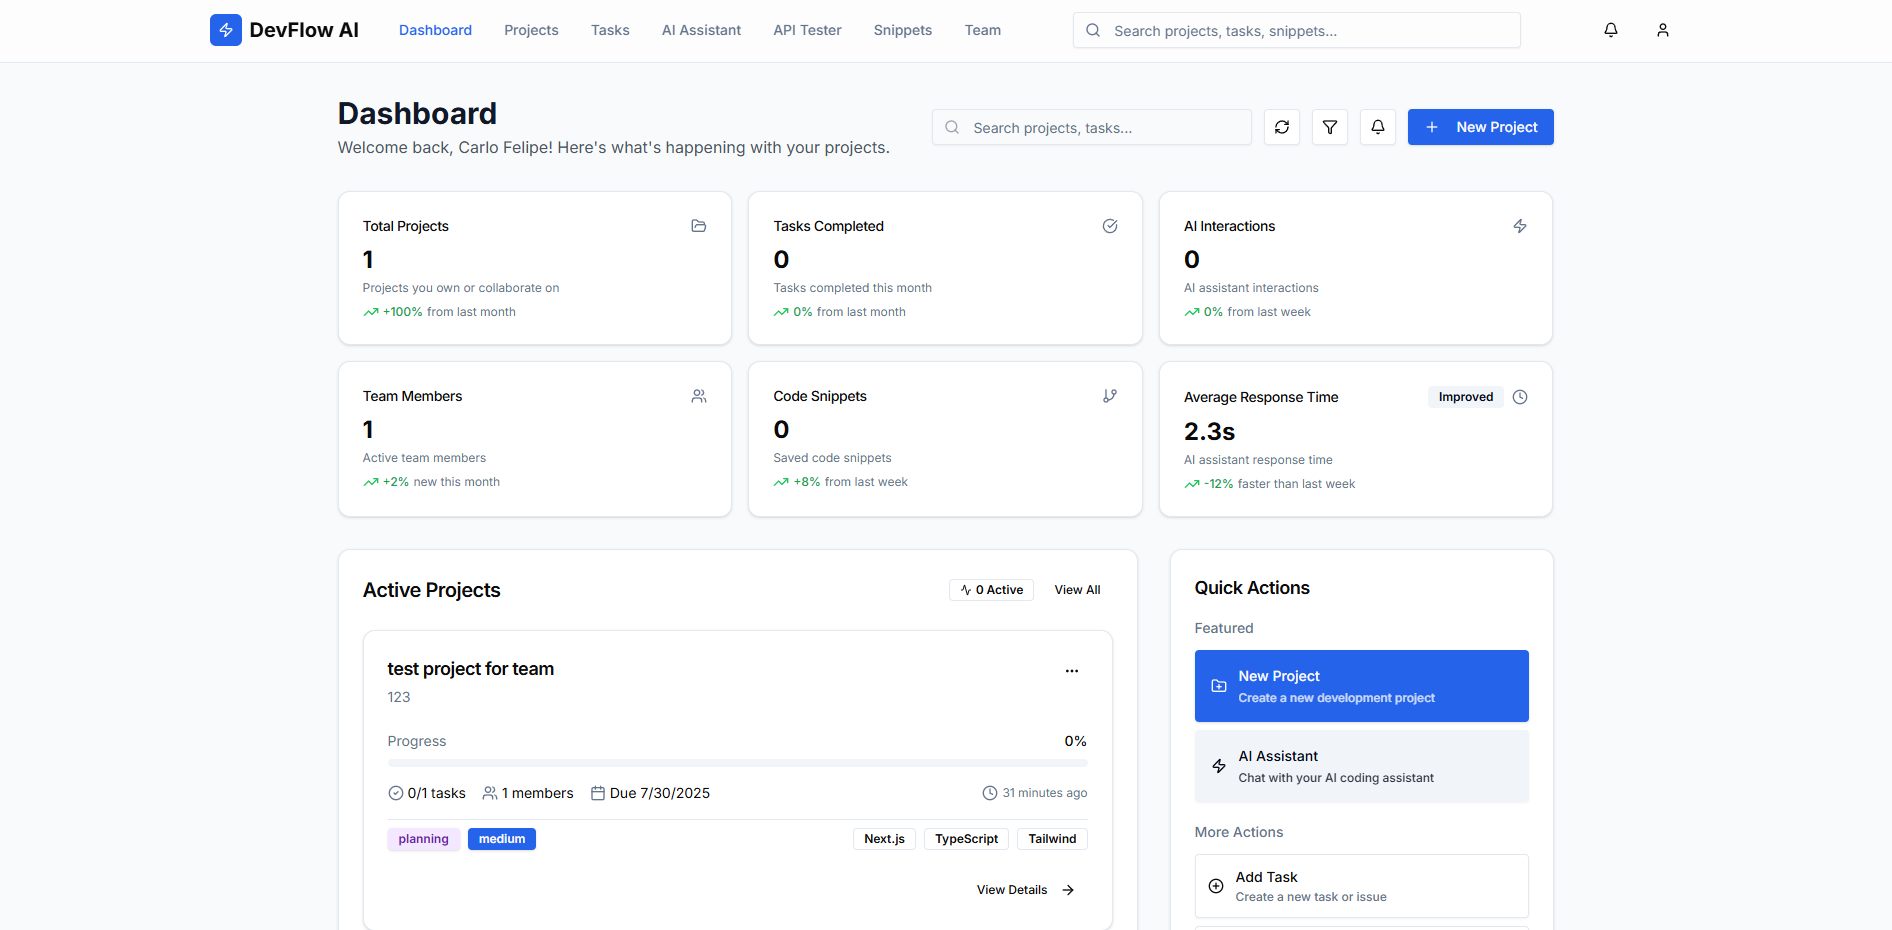 DevFlow AI
Dashboard
Projects
Tasks
AI Assistant
API Tester
Snippets
Team
Search projects, tasks, snippets...
Dashboard
Welcome back, Carlo Felipe! Here's what's happening with your projects.
Search projects, tasks...
New Project
Total Projects
1
Projects you own or collaborate on
+100% from last month
Tasks Completed
0
Tasks completed this month
0% from last month
AI Interactions
0
AI assistant interactions
0% from last week
Team Members
1
Active team members
+2% new this month
Code Snippets
0
Saved code snippets
+8% from last week
Average Response Time
Improved
2.3s
AI assistant response time
-12% faster than last week
Active Projects
0 Active
View All
test project for team
123
Progress
0%
0/1 tasks
1 members
Due 7/30/2025
31 minutes ago
planning
medium
Next.js
TypeScript
Tailwind
View Details
Quick Actions
Featured
New Project
Create a new development project
AI Assistant
Chat with your AI coding assistant
More Actions
Add Task
Create a new task or issue